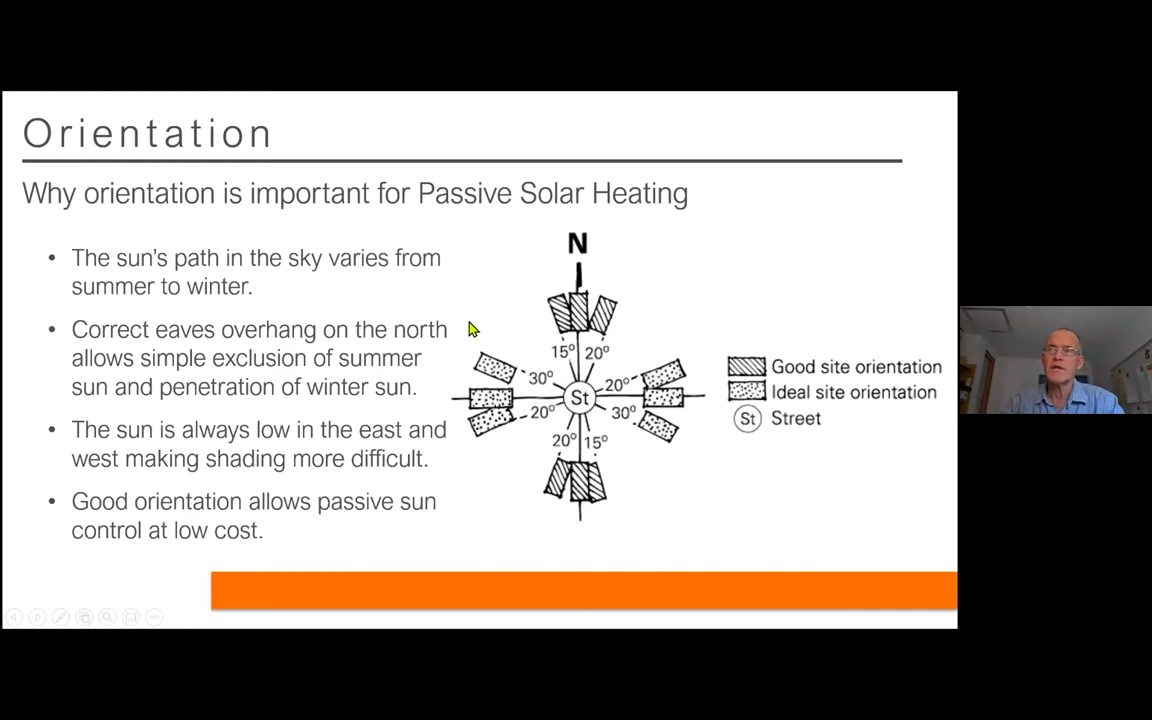 Orientation
Why orientation is important for Passive Solar Heating
• The sun's path in the sky varies from
summer to winter.
• Correct eaves overhang on the north
allows simple exclusion of summer
sun and penetration of winter sun.
• The sun is always low in the east and
west making shading more difficult.
• Good orientation allows passive sun
control at low cost.
N
15° 20°
30° 20°
St
20° 30°
20° 15°
Good site orientation
Ideal site orientation
St Street